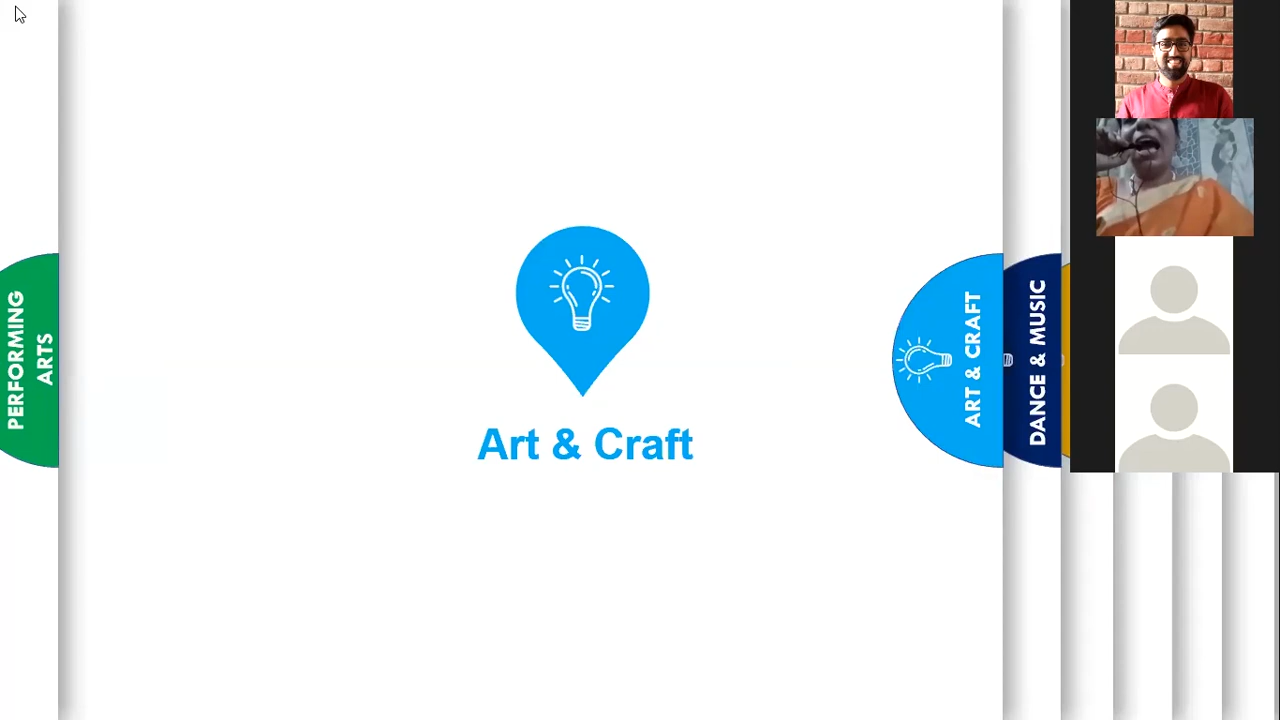 PERFORMING
ARTS
Art & Craft
ART & CRAFT
DANCE & MUSIC